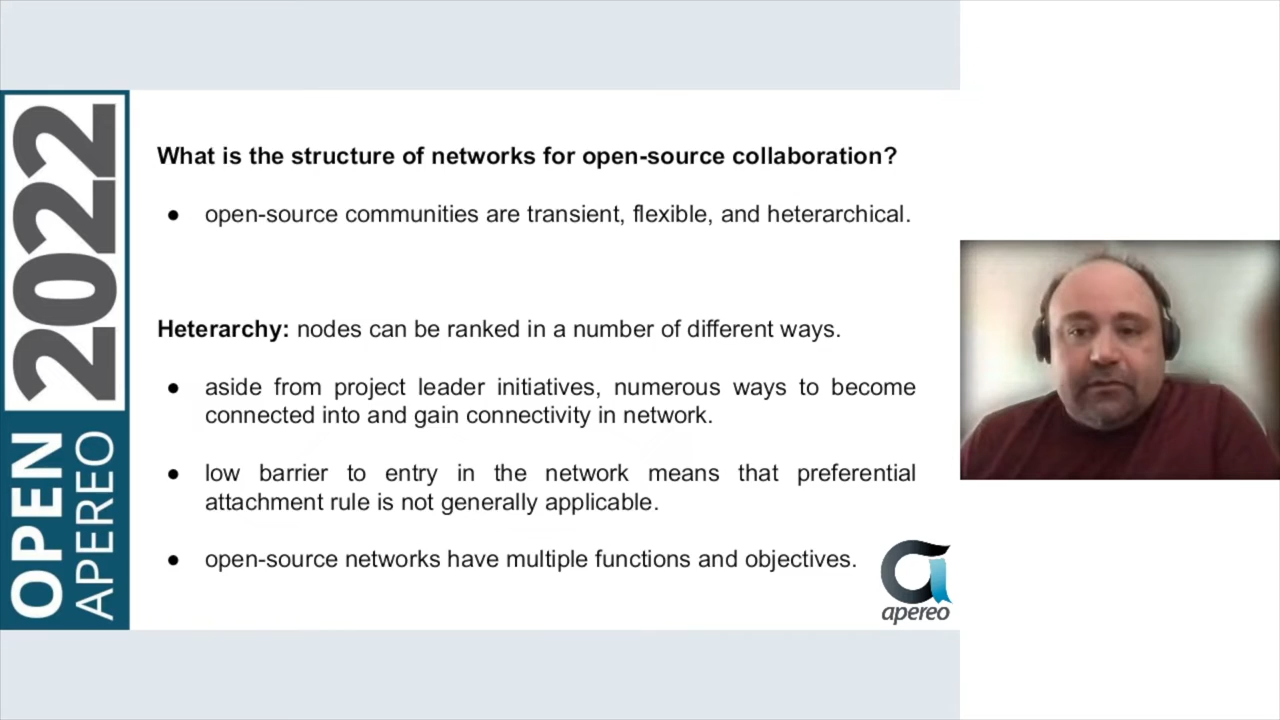 OPEN 2022
APEREO
What is the structure of networks for open-source collaboration?
● open-source communities are transient, flexible, and heterarchical.
Heterarchy: nodes can be ranked in a number of different ways.
● aside from project leader initiatives, numerous ways to become
connected into and gain connectivity in network.
● low barrier to entry in the network means that preferential
attachment rule is not generally applicable.
● open-source networks have multiple functions and objectives.
apereo